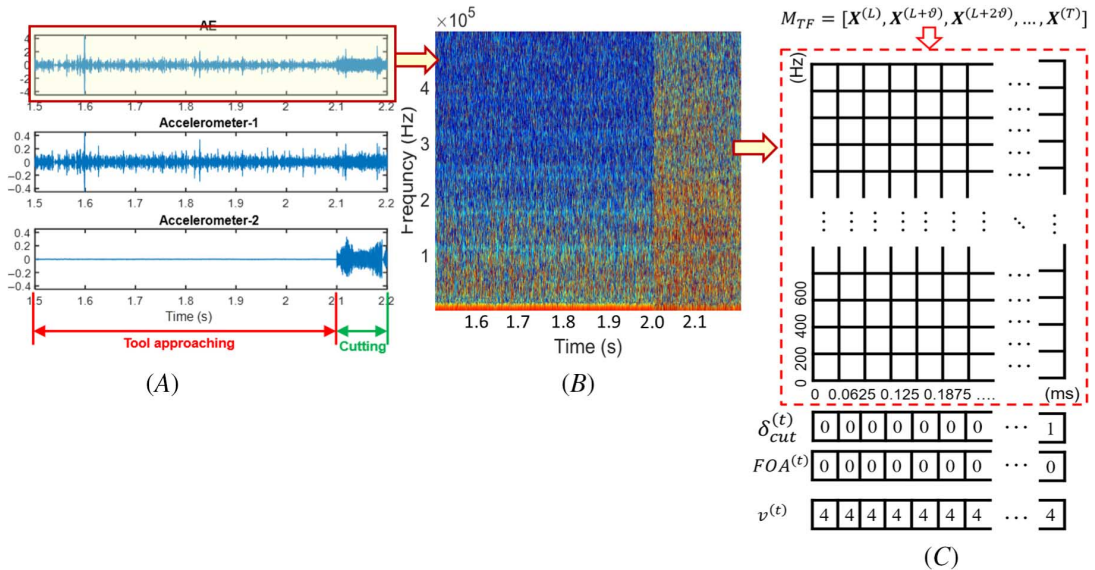 AE
4
2
0
-2
-4
1.5 1.6 1.7 1.8 1.9 2 2.1 2.2
Accelerometer-1
0.4
0.2
0
−0.2
−0.4
1.5 1.6 1.7 1.8 1.9 2 2.1 2.2
Accelerometer-2
0.4
0.2
0
−0.2
−0.4
1.5 1.6 1.7 1.8 1.9 2 2.1 2.2
Time (s)
Tool approaching Cutting
(A)
×10⁵
4
3
2
1
Frequncy (Hz)
1.6 1.7 1.8 1.9 2.0 2.1
Time (s)
(B)
M_TF = [X^(L), X^(L+ϑ), X^(L+2ϑ), ..., X^(T)]
(Hz)
600
400
200
0
0 0.0625 0.125 0.1875 .... (ms)
δ_cut^(t) 0 0 0 0 0 0 0 ... 1
FOA^(t) 0 0 0 0 0 0 0 ... 0
v^(t) 4 4 4 4 4 4 4 ... 4
(C)